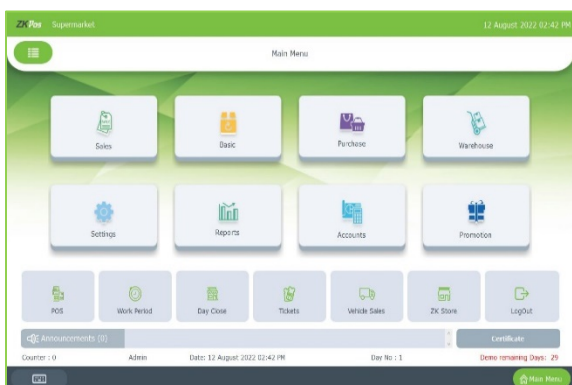 ZKPos Supermarket 12 August 2022 02:42 PM
Main Menu
Sales Basic Purchase Warehouse
Settings Reports Accounts Promotion
POS Work Period Day Close Tickets Vehicle Sales ZK Store LogOut
Announcements (0) Certificate
Counter : 0 Admin Date: 12 August 2022 02:42 PM Day No : 1 Demo remaining Days: 29
Main Menu